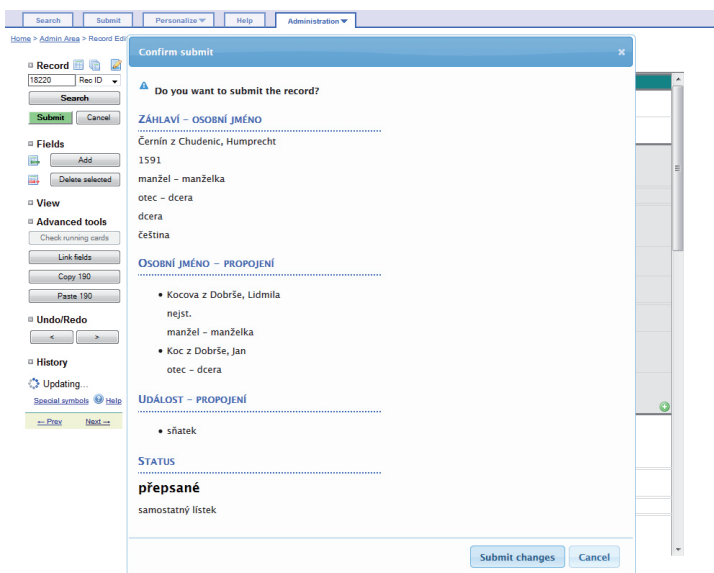 Search Submit Personalize Help Administration
Home > Admin Area > Record Edi
Record
18220 Rec ID
Search
Submit Cancel
Fields
Add
Delete selected
View
Advanced tools
Check running cards
Link fields
Copy 190
Paste 190
Undo/Redo
< >
History
Updating...
Special symbols Help
← Prev Next →
Confirm submit ×
Do you want to submit the record?
Záhlaví – osobní jméno
Černín z Chudenic, Humprecht
1591
manžel – manželka
otec – dcera
dcera
čeština
Osobní jméno – propojení
• Kocova z Dobrše, Lidmila
nejst.
manžel – manželka
• Koc z Dobrše, Jan
otec – dcera
Událost – propojení
• sňatek
Status
přepsané
samostatný lístek
Submit changes Cancel